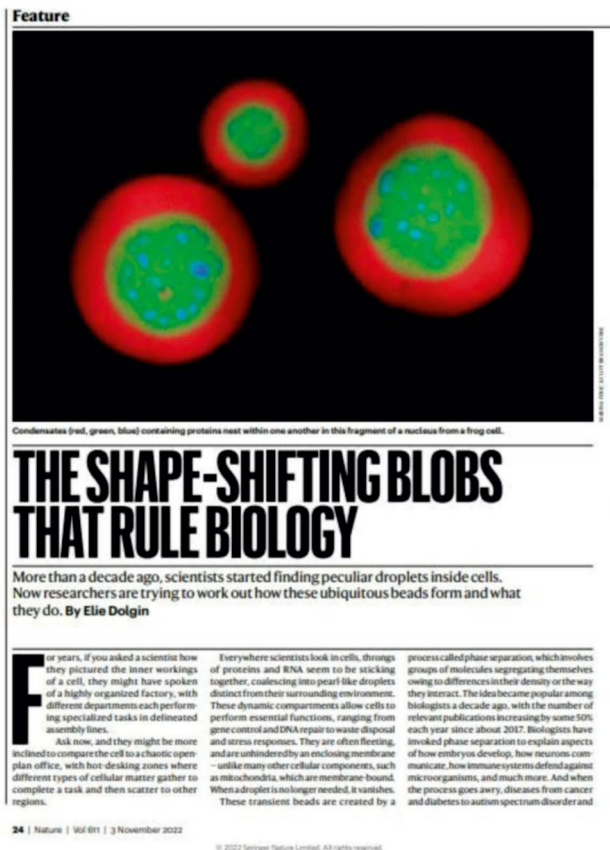 Feature
Condensates (red, green, blue) containing proteins nest within one another in this fragment of a nucleus from a frog cell.
THE SHAPE-SHIFTING BLOBS
THAT RULE BIOLOGY
More than a decade ago, scientists started finding peculiar droplets inside cells.
Now researchers are trying to work out how these ubiquitous beads form and what
they do. By Elie Dolgin
For years, if you asked a scientist how
they pictured the inner workings
of a cell, they might have spoken
of a highly organized factory, with
different departments each perform-
ing specialized tasks in delineated
assembly lines.
Ask now, and they might be more
inclined to compare the cell to a chaotic open-
plan office, with hot-desking zones where
different types of cellular matter gather to
complete a task and then scatter to other
regions.
Everywhere scientists look in cells, throngs
of proteins and RNA seem to be sticking
together, coalescing into pearl-like droplets
distinct from their surrounding environment.
These dynamic compartments allow cells to
perform essential functions, ranging from
gene control and DNA repair to waste disposal
and stress responses. They are often fleeting,
and are unhindered by an enclosing membrane
– unlike many other cellular components, such
as mitochondria, which are membrane-bound.
When a droplet is no longer needed, it vanishes.
These transient beads are created by a
process called phase separation, which involves
groups of molecules segregating themselves
owing to differences in their density or the way
they interact. The idea became popular among
biologists a decade ago, with the number of
relevant publications increasing by some 50%
each year since about 2017. Biologists have
invoked phase separation to explain aspects
of how embryos develop, how neurons com-
municate, how immune systems defend against
microorganisms, and much more. And when
the process goes awry, diseases from cancer
and diabetes to autism spectrum disorder and
24 | Nature | Vol 611 | 3 November 2022
© 2022 Springer Nature Limited. All rights reserved.